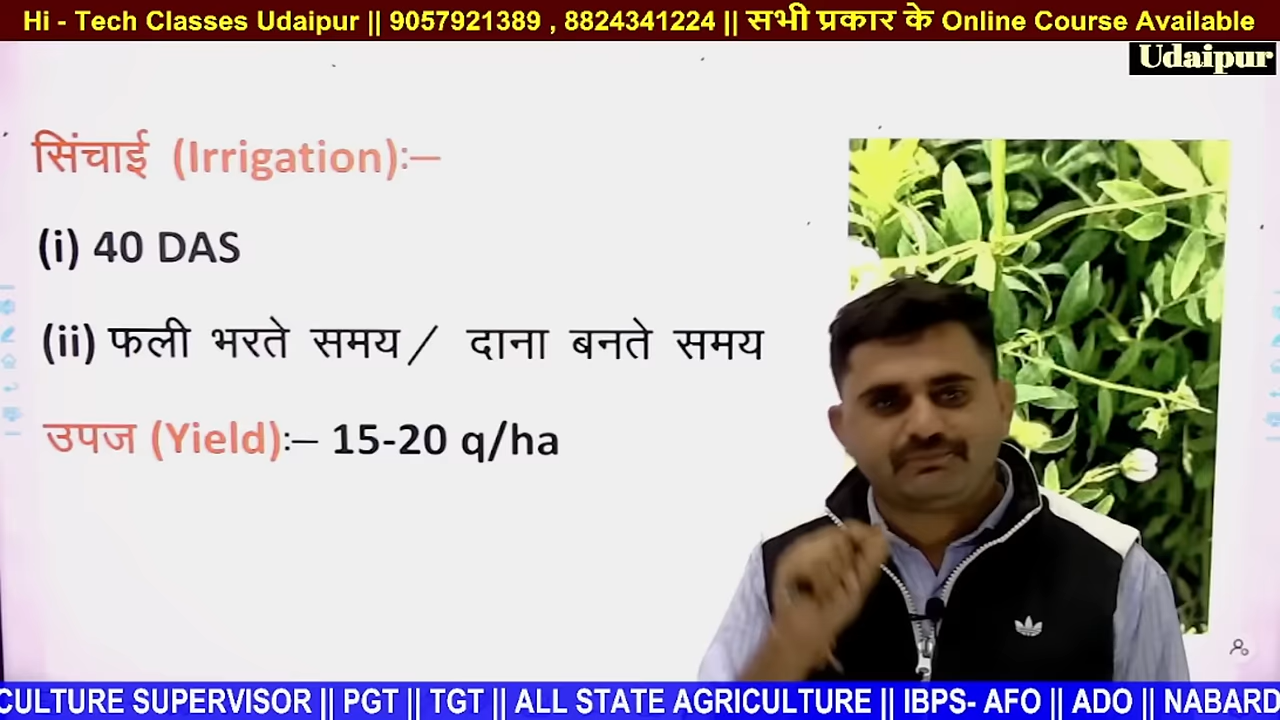 Hi - Tech Classes Udaipur || 9057921389 , 8824341224 || सभी प्रकार के Online Course Available
Udaipur
सिंचाई (Irrigation):–
(i) 40 DAS
(ii) फली भरते समय / दाना बनते समय
उपज (Yield):– 15-20 q/ha
CULTURE SUPERVISOR || PGT || TGT || ALL STATE AGRICULTURE || IBPS- AFO || ADO || NABARD